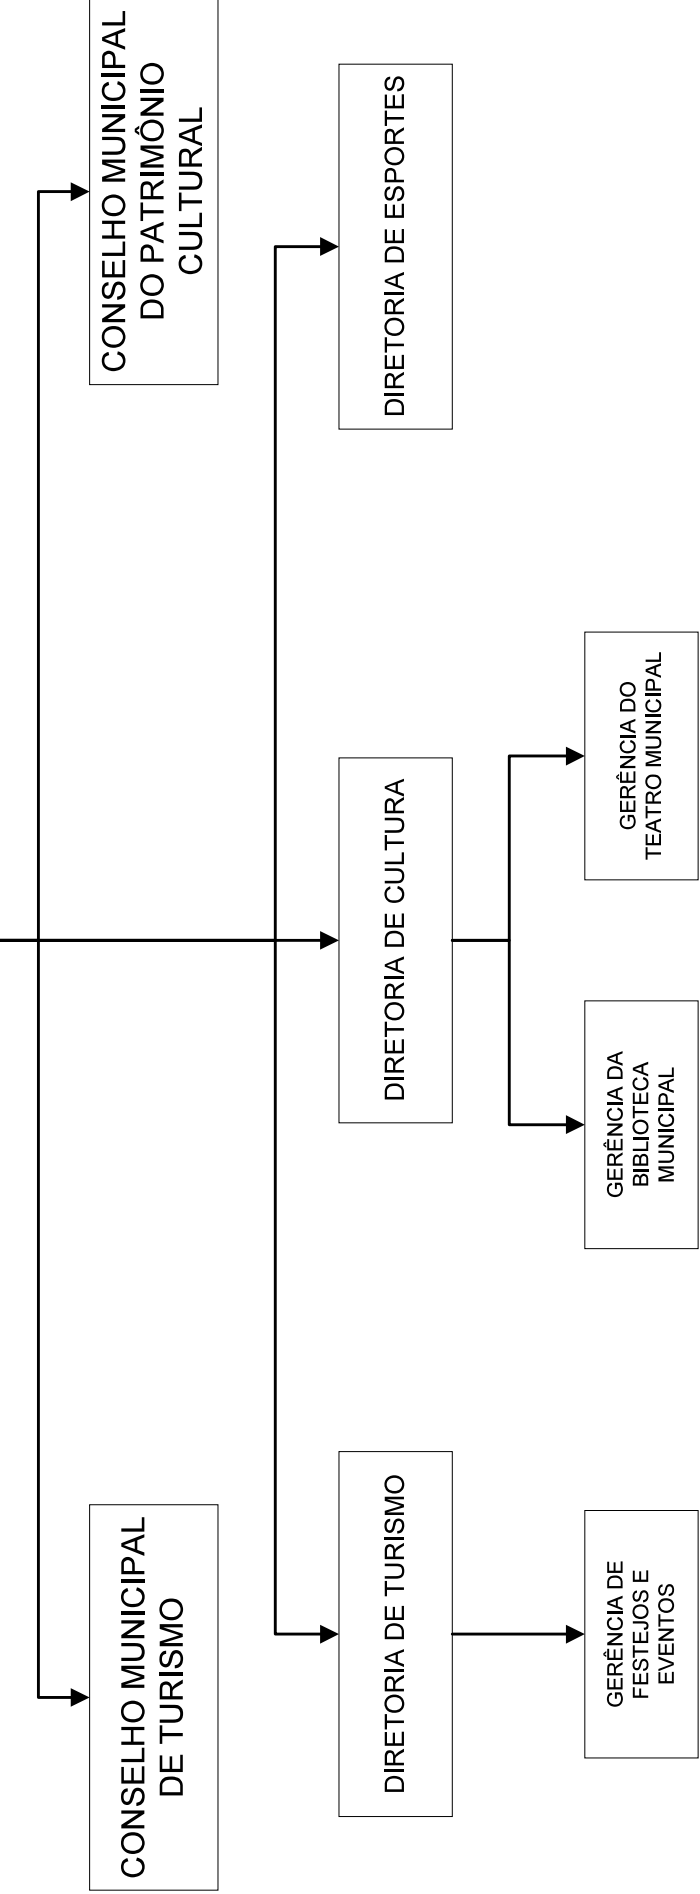 CONSELHO MUNICIPAL
DE TURISMO
CONSELHO MUNICIPAL
DO PATRIMÔNIO
CULTURAL
DIRETORIA DE TURISMO
DIRETORIA DE CULTURA
DIRETORIA DE ESPORTES
GERÊNCIA DE
FESTEJOS E
EVENTOS
GERÊNCIA DA
BIBLIOTECA
MUNICIPAL
GERÊNCIA DO
TEATRO MUNICIPAL